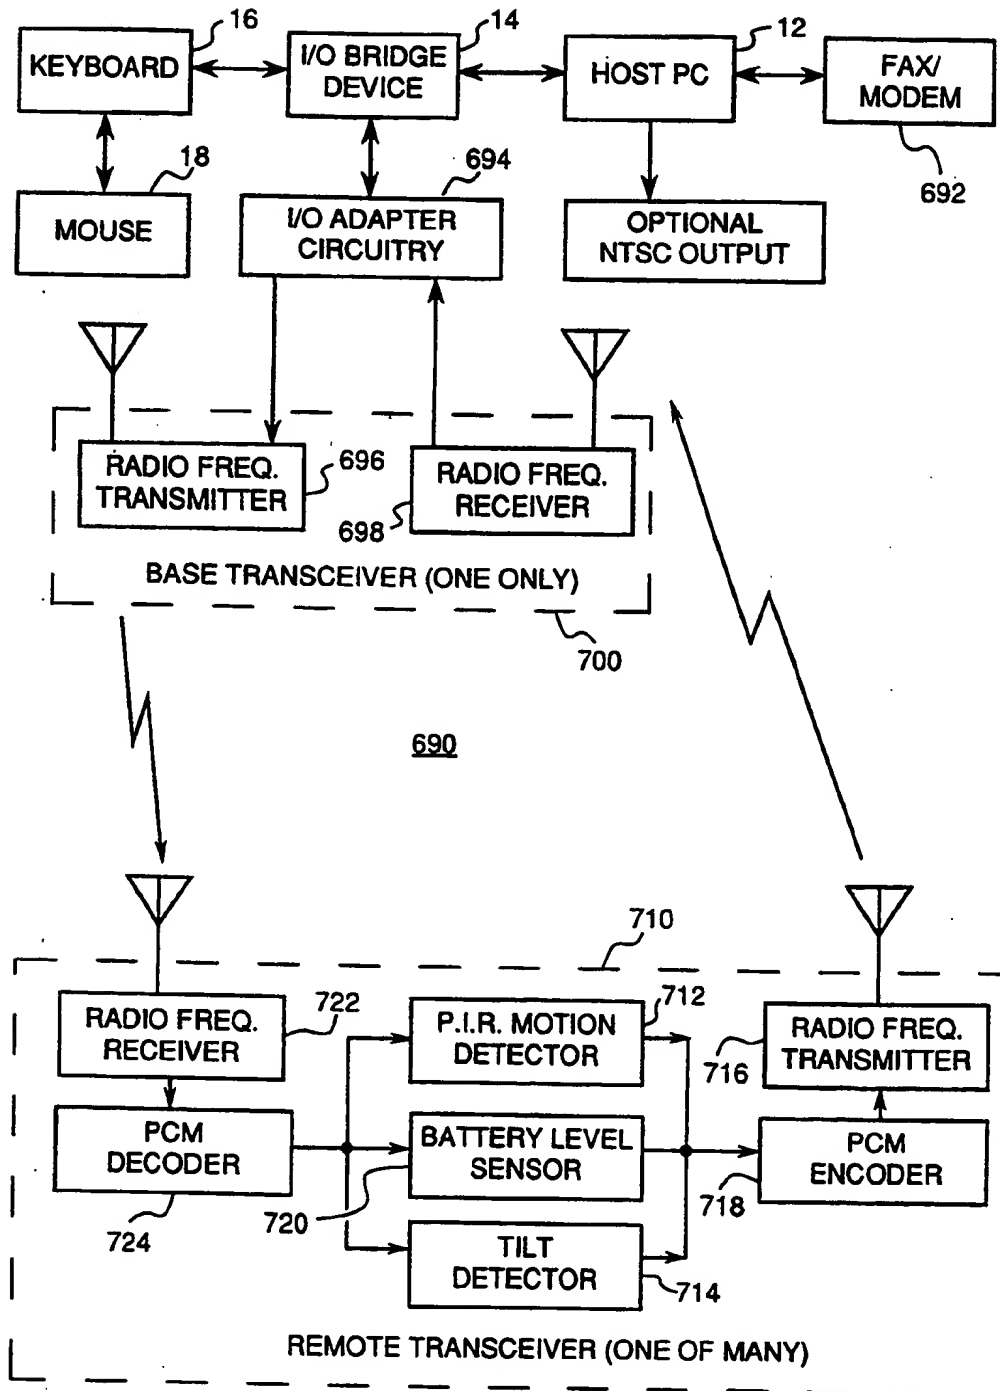 16
14
12
KEYBOARD
I/O BRIDGE
DEVICE
HOST PC
FAX/
MODEM
18
694
692
MOUSE
I/O ADAPTER
CIRCUITRY
OPTIONAL
NTSC OUTPUT
RADIO FREQ.
TRANSMITTER
696
698
RADIO FREQ.
RECEIVER
BASE TRANSCEIVER (ONE ONLY)
700
690
710
RADIO FREQ.
RECEIVER
722
P.I.R. MOTION
DETECTOR
712
716
RADIO FREQ.
TRANSMITTER
PCM
DECODER
724
BATTERY LEVEL
SENSOR
720
718
PCM
ENCODER
TILT
DETECTOR
714
REMOTE TRANSCEIVER (ONE OF MANY)